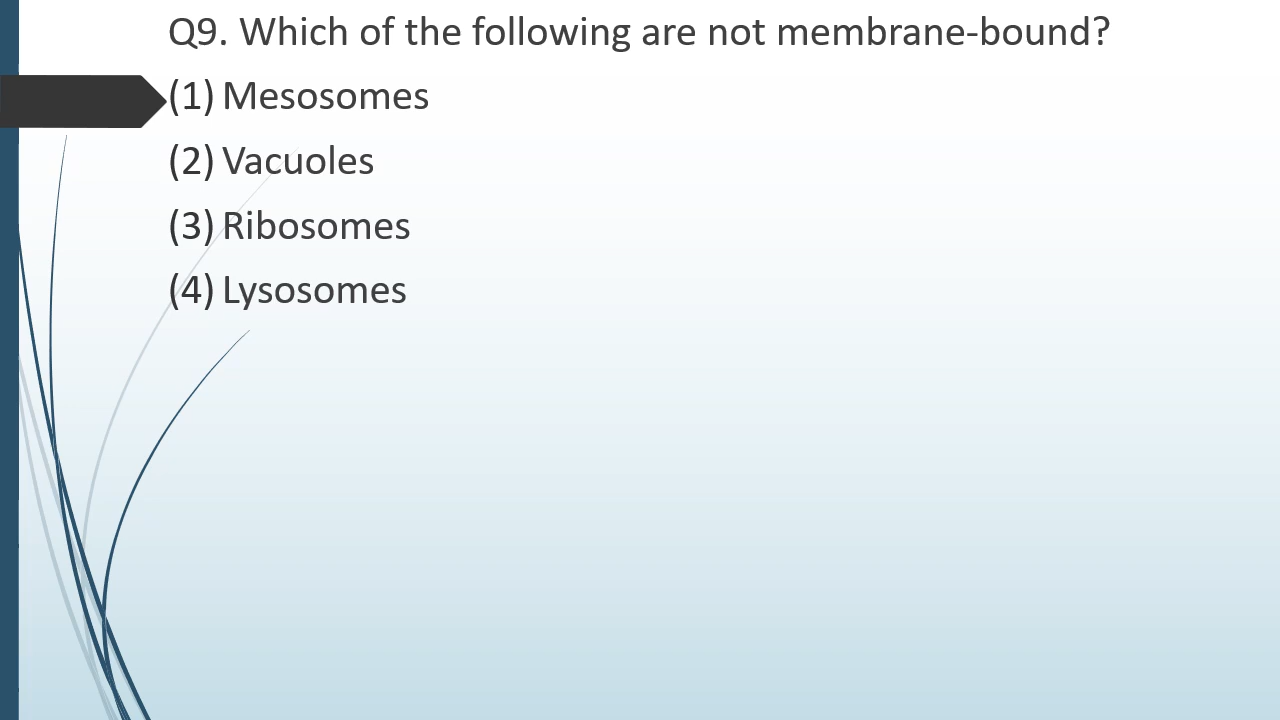 Q9. Which of the following are not membrane-bound?
(1) Mesosomes
(2) Vacuoles
(3) Ribosomes
(4) Lysosomes